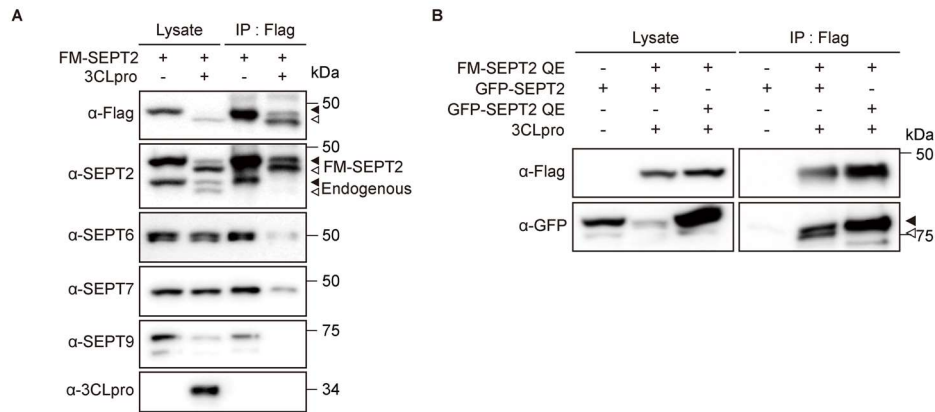 A
Lysate IP : Flag
FM-SEPT2 + + + +
3CLpro - + - +
kDa
α-Flag 50
α-SEPT2 50
FM-SEPT2
Endogenous
α-SEPT6 50
α-SEPT7 50
α-SEPT9 75
α-3CLpro 34
B
Lysate IP : Flag
FM-SEPT2 QE - + + - + +
GFP-SEPT2 + + - + + -
GFP-SEPT2 QE - - + - - +
3CLpro - + + - + +
kDa
α-Flag 50
α-GFP 75